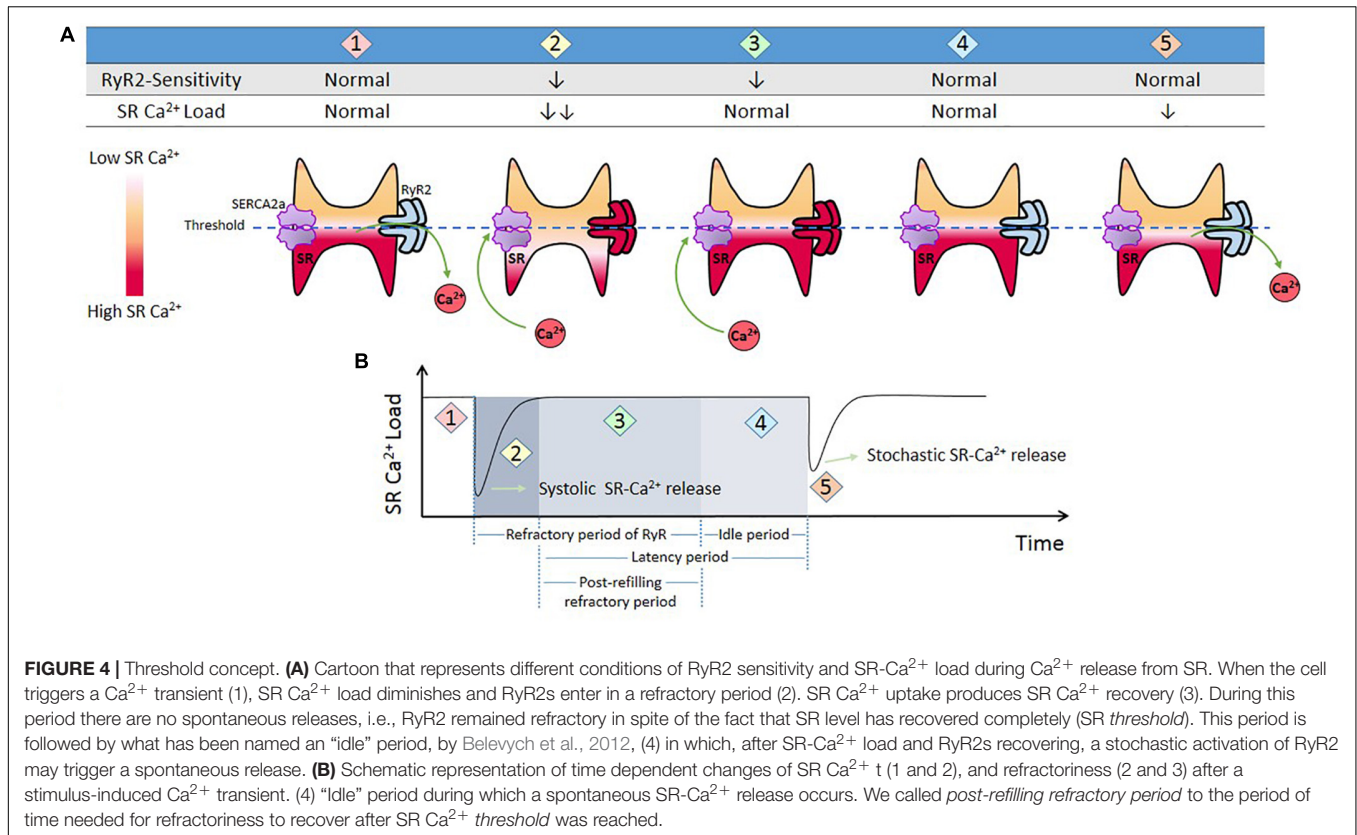 A
1 2 3 4 5
RyR2-Sensitivity Normal ↓ ↓ Normal Normal
SR Ca²⁺ Load Normal ↓↓ Normal Normal ↓
Low SR Ca²⁺
High SR Ca²⁺
SERCA2a
RyR2
Threshold
SR SR SR SR SR
Ca²⁺ Ca²⁺ Ca²⁺ Ca²⁺
B
SR Ca²⁺ Load
1 2 3 4 5
Stochastic SR-Ca²⁺ release
Systolic SR-Ca²⁺ release
Time
Refractory period of RyR
Idle period
Latency period
Post-refilling
refractory period
FIGURE 4 | Threshold concept. (A) Cartoon that represents different conditions of RyR2 sensitivity and SR-Ca²⁺ load during Ca²⁺ release from SR. When the cell
triggers a Ca²⁺ transient (1), SR Ca²⁺ load diminishes and RyR2s enter in a refractory period (2). SR Ca²⁺ uptake produces SR Ca²⁺ recovery (3). During this
period there are no spontaneous releases, i.e., RyR2 remained refractory in spite of the fact that SR level has recovered completely (SR threshold). This period is
followed by what has been named an “idle” period, by Belevych et al., 2012, (4) in which, after SR-Ca²⁺ load and RyR2s recovering, a stochastic activation of RyR2
may trigger a spontaneous release. (B) Schematic representation of time dependent changes of SR Ca²⁺ t (1 and 2), and refractoriness (2 and 3) after a
stimulus-induced Ca²⁺ transient. (4) “Idle” period during which a spontaneous SR-Ca²⁺ release occurs. We called post-refilling refractory period to the period of
time needed for refractoriness to recover after SR Ca²⁺ threshold was reached.